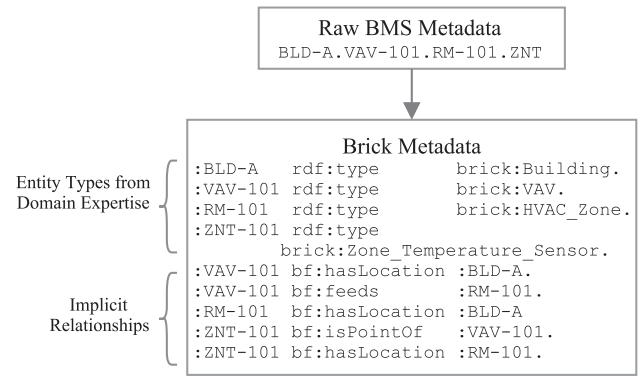 Raw BMS Metadata
BLD-A.VAV-101.RM-101.ZNT
Brick Metadata
Entity Types from
Domain Expertise
:BLD-A rdf:type brick:Building.
:VAV-101 rdf:type brick:VAV.
:RM-101 rdf:type brick:HVAC_Zone.
:ZNT-101 rdf:type
brick:Zone_Temperature_Sensor.
Implicit
Relationships
:VAV-101 bf:hasLocation :BLD-A.
:VAV-101 bf:feeds :RM-101.
:RM-101 bf:hasLocation :BLD-A
:ZNT-101 bf:isPointOf :VAV-101.
:ZNT-101 bf:hasLocation :RM-101.